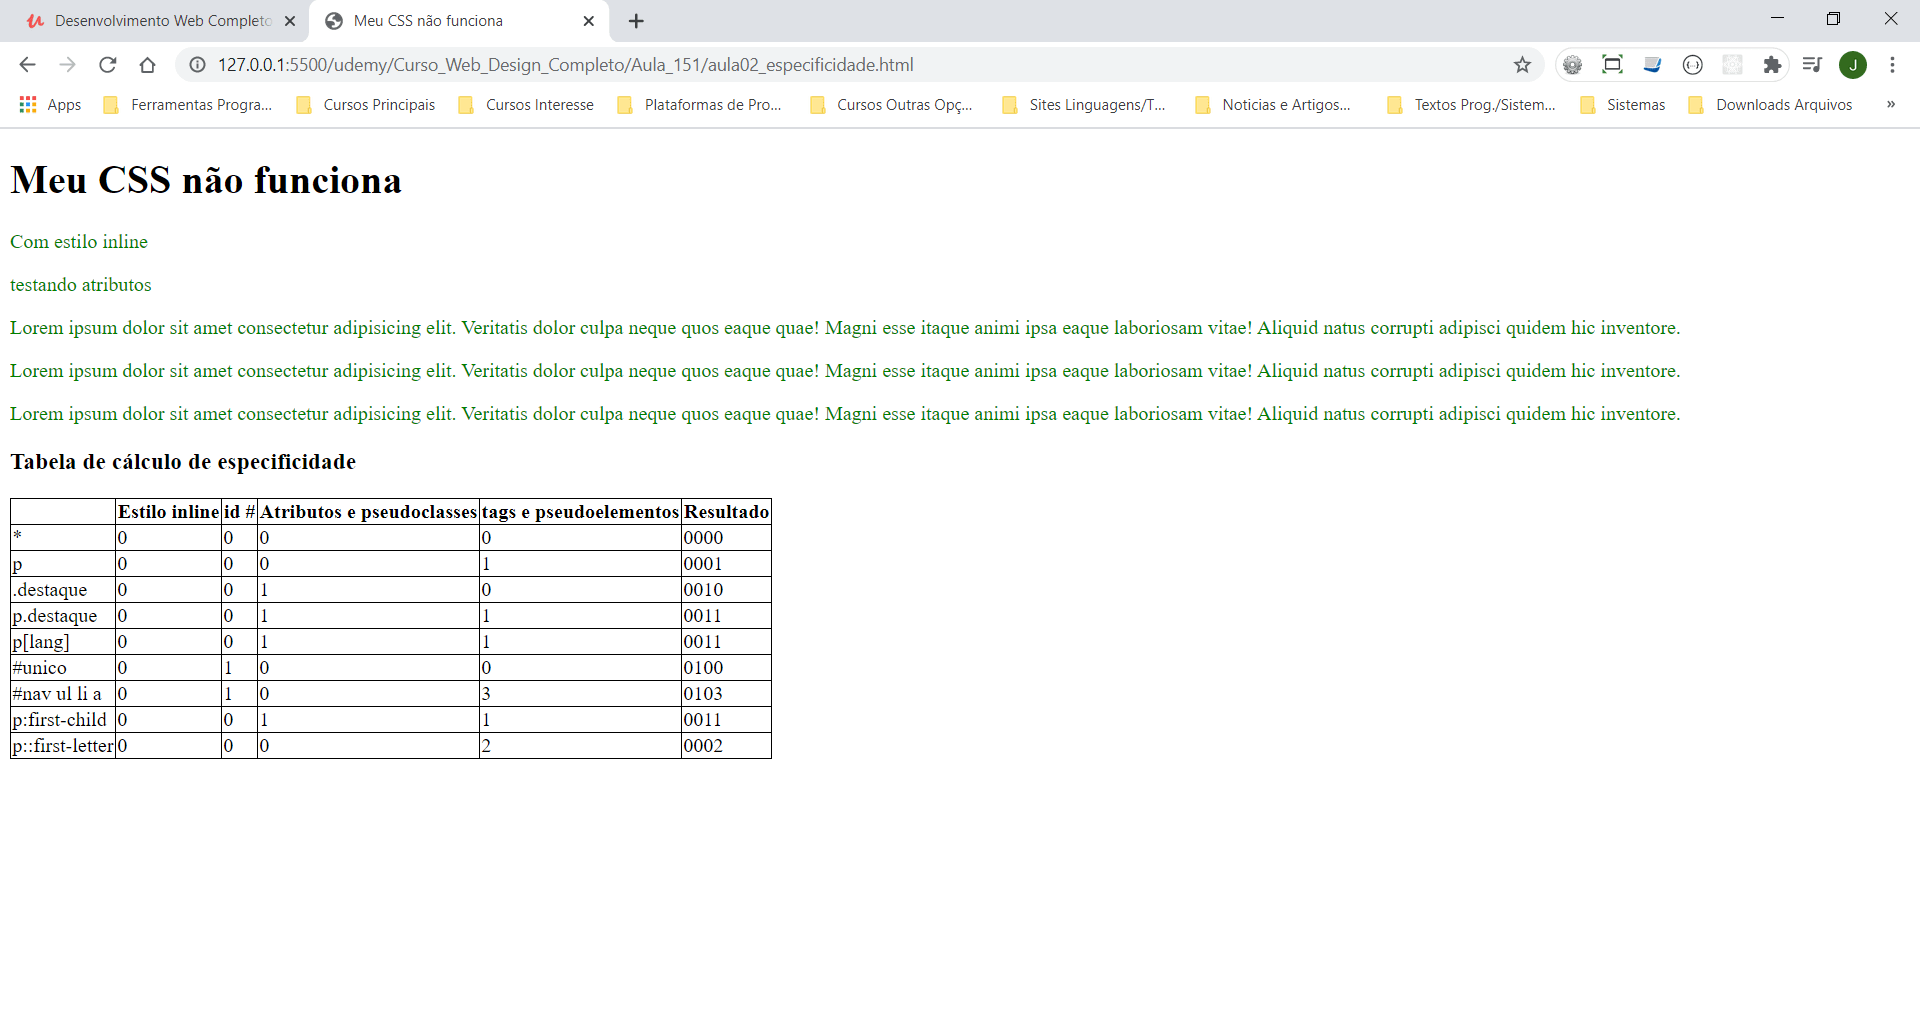 Desenvolvimento Web Completo
Meu CSS não funciona
127.0.0.1:5500/udemy/Curso_Web_Design_Completo/Aula_151/aula02_especificidade.html
J
Apps Ferramentas Progra... Cursos Principais Cursos Interesse Plataformas de Pro... Cursos Outras Opç... Sites Linguagens/T... Noticias e Artigos... Textos Prog./Sistem... Sistemas Downloads Arquivos »
Meu CSS não funciona
Com estilo inline
testando atributos
Lorem ipsum dolor sit amet consectetur adipisicing elit. Veritatis dolor culpa neque quos eaque quae! Magni esse itaque animi ipsa eaque laboriosam vitae! Aliquid natus corrupti adipisci quidem hic inventore.
Lorem ipsum dolor sit amet consectetur adipisicing elit. Veritatis dolor culpa neque quos eaque quae! Magni esse itaque animi ipsa eaque laboriosam vitae! Aliquid natus corrupti adipisci quidem hic inventore.
Lorem ipsum dolor sit amet consectetur adipisicing elit. Veritatis dolor culpa neque quos eaque quae! Magni esse itaque animi ipsa eaque laboriosam vitae! Aliquid natus corrupti adipisci quidem hic inventore.
Tabela de cálculo de especificidade
Estilo inline id # Atributos e pseudoclasses tags e pseudoelementos Resultado
* 0 0 0 0 0000
p 0 0 0 1 0001
.destaque 0 0 1 0 0010
p.destaque 0 0 1 1 0011
p[lang] 0 0 1 1 0011
#unico 0 1 0 0 0100
#nav ul li a 0 1 0 3 0103
p:first-child 0 0 1 1 0011
p::first-letter 0 0 0 2 0002